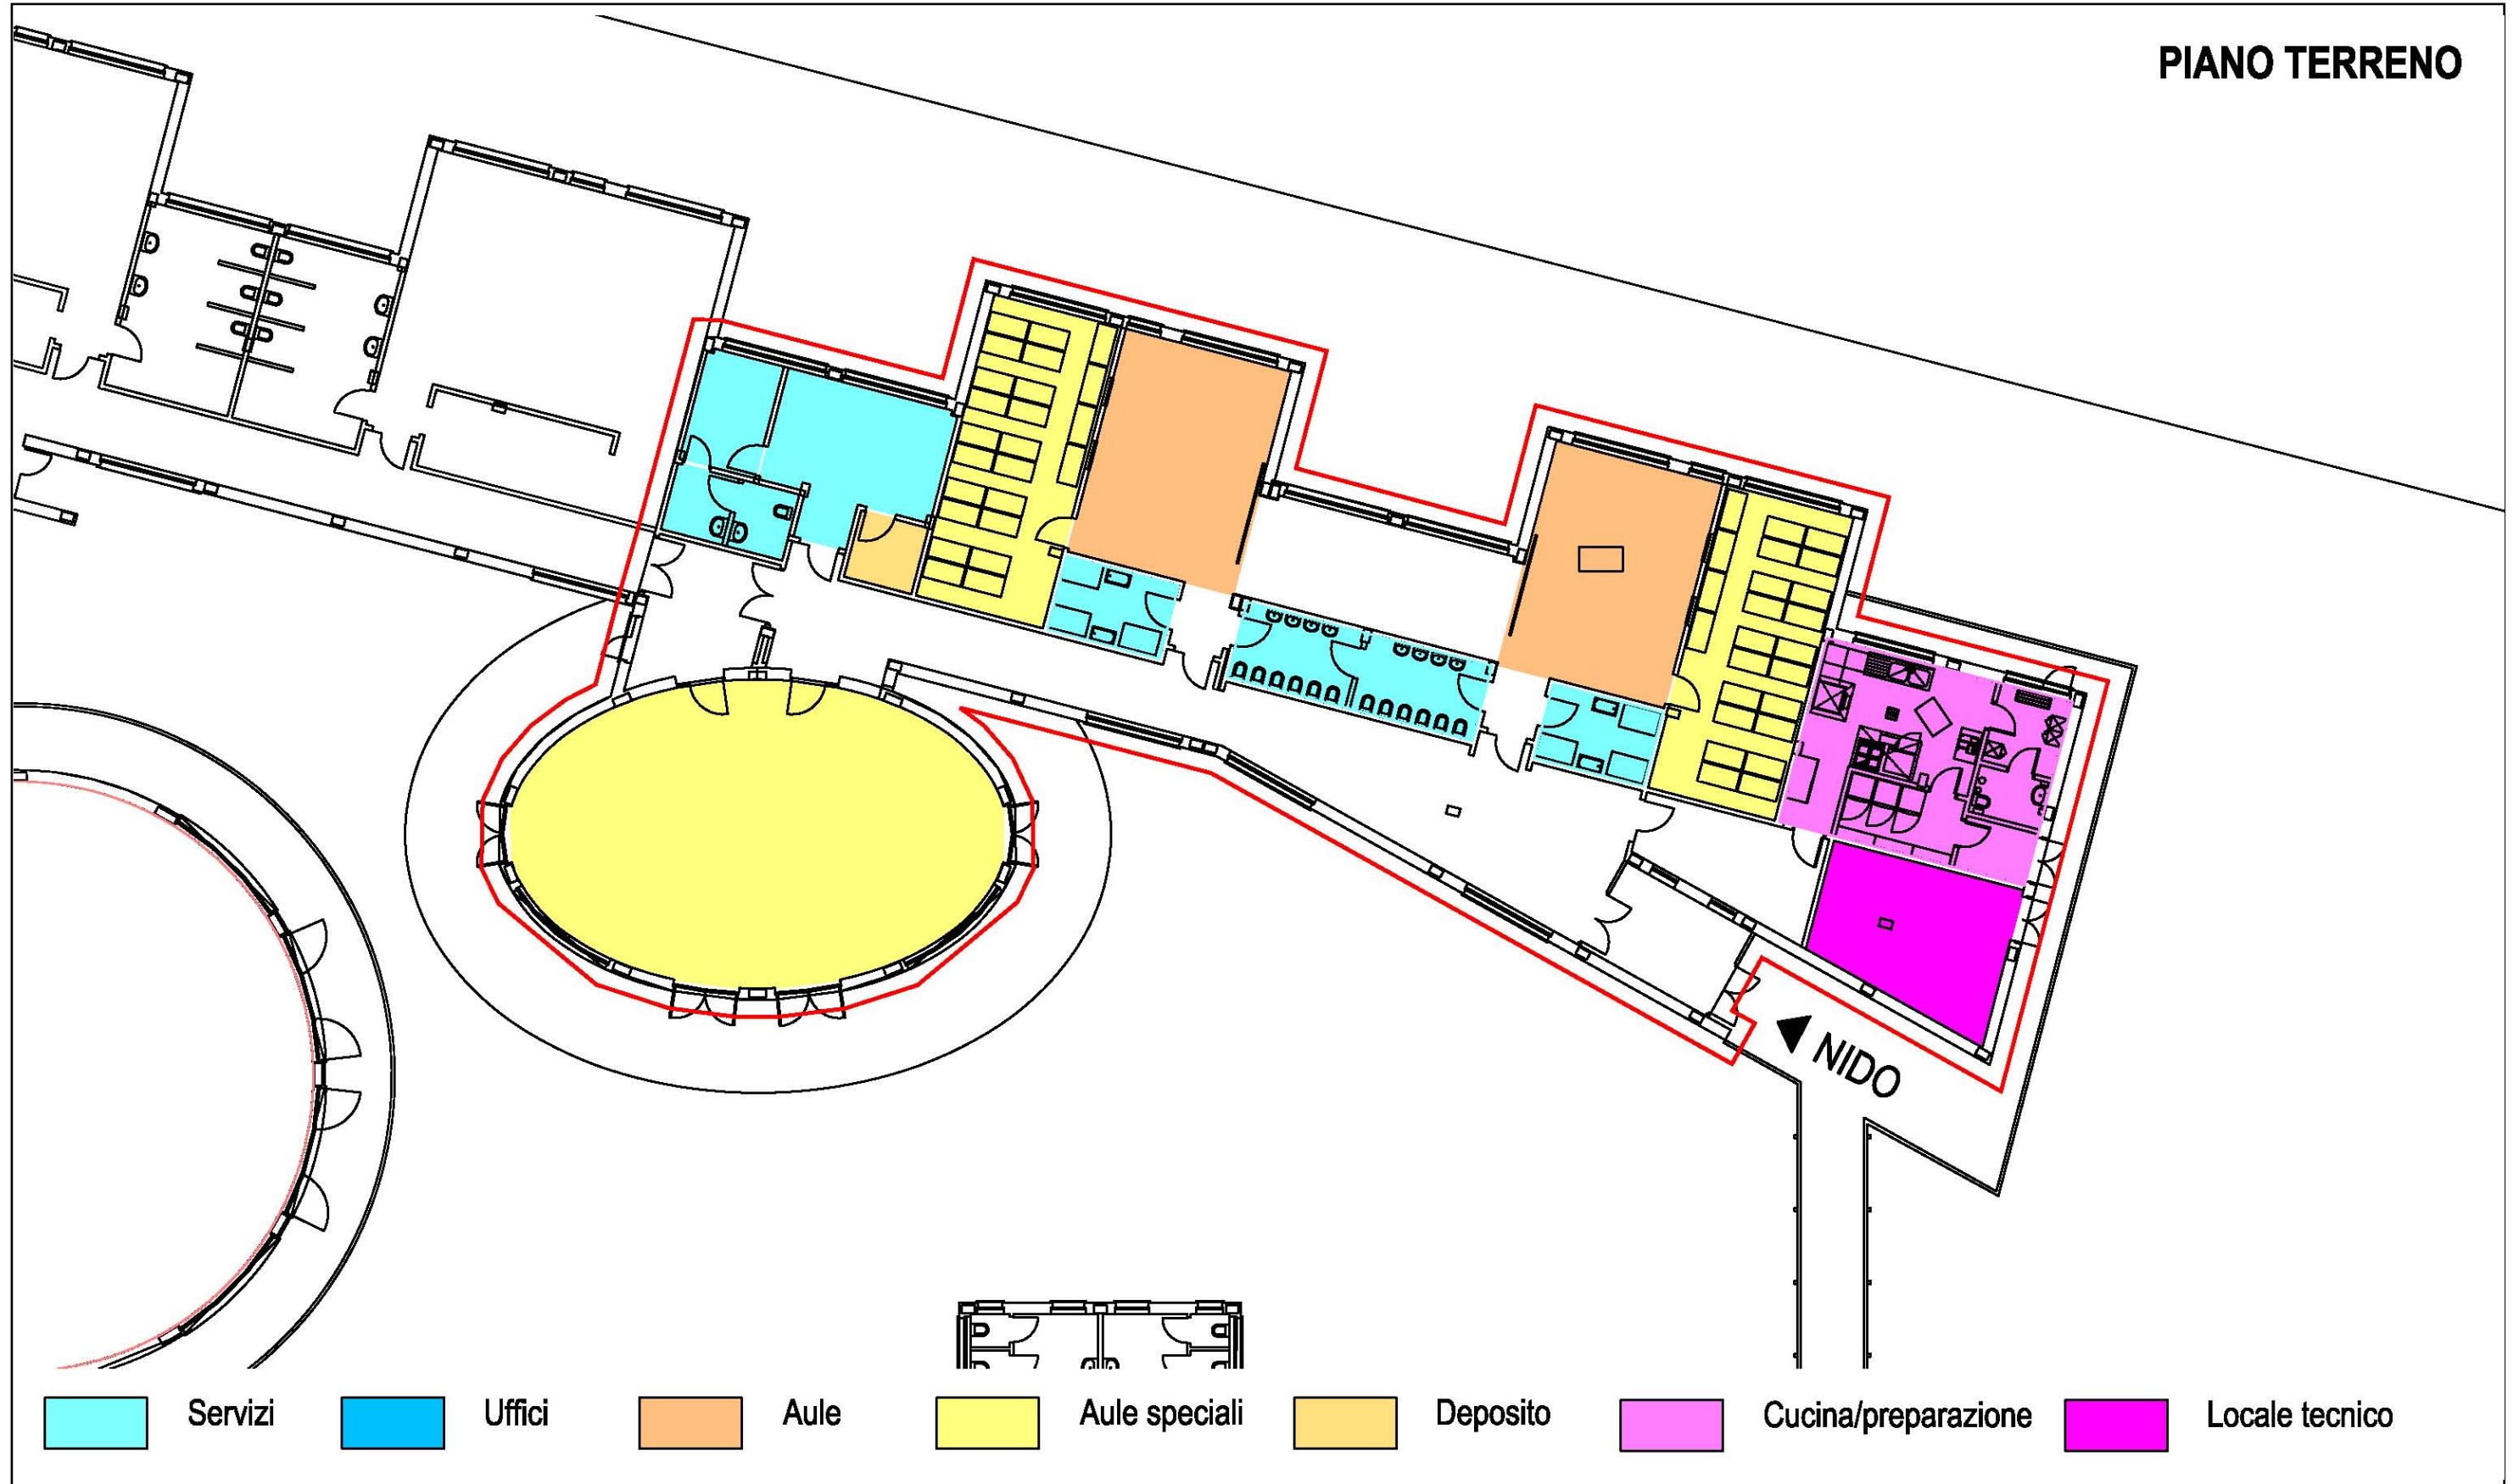 PIANO TERRENO
NIDO
Servizi
Uffici
Aule
Aule speciali
Deposito
Cucina/preparazione
Locale tecnico